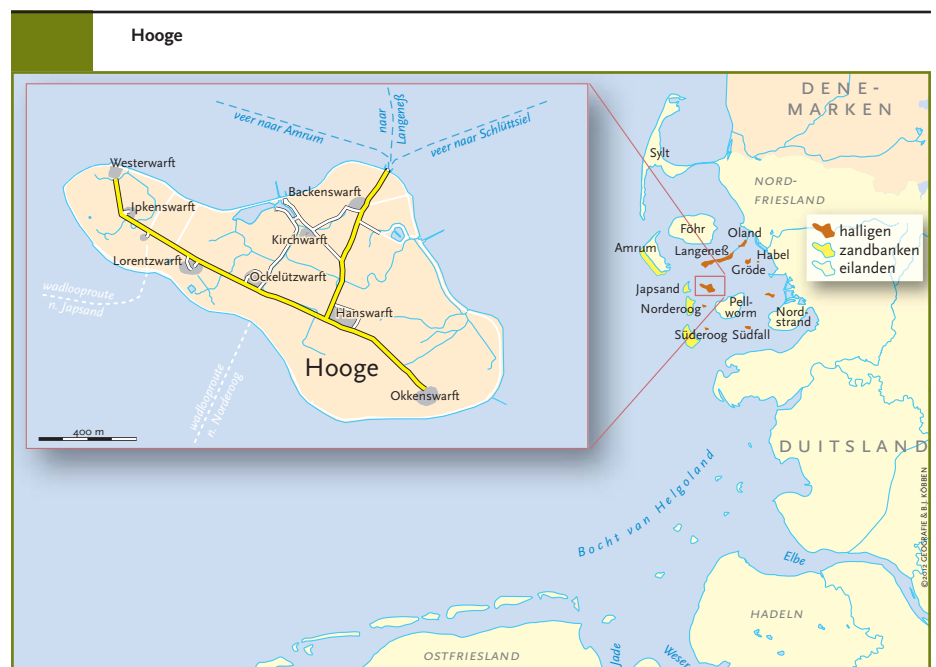 Hooge
DENE-
MARKEN
naar
Langeneß
veer naar Amrum
veer naar Schlüttsiel
Sylt
Westerwarft
NORD-
FRIESLAND
Backenswarft
Ipkenswarft
Föhr
Oland
halligen
Kirchwarft
Amrum
Langeneß
Habel
zandbanken
Lorentzwarft
Gröde
eilanden
Ockelützwarft
Japsand
wadlooproute
n. Japsand
Norderoog
Pell-
worm
Nord-
strand
Hanswarft
Süderoog
Südfall
Hooge
Okkenswarft
wadlooproute
n. Norderoog
400 m
DUITSLAND
Bocht van Helgoland
©2012 GEOGRAFIE & B.J. KÖBBEN
Elbe
HADELN
OSTFRIESLAND
Jade
Weser